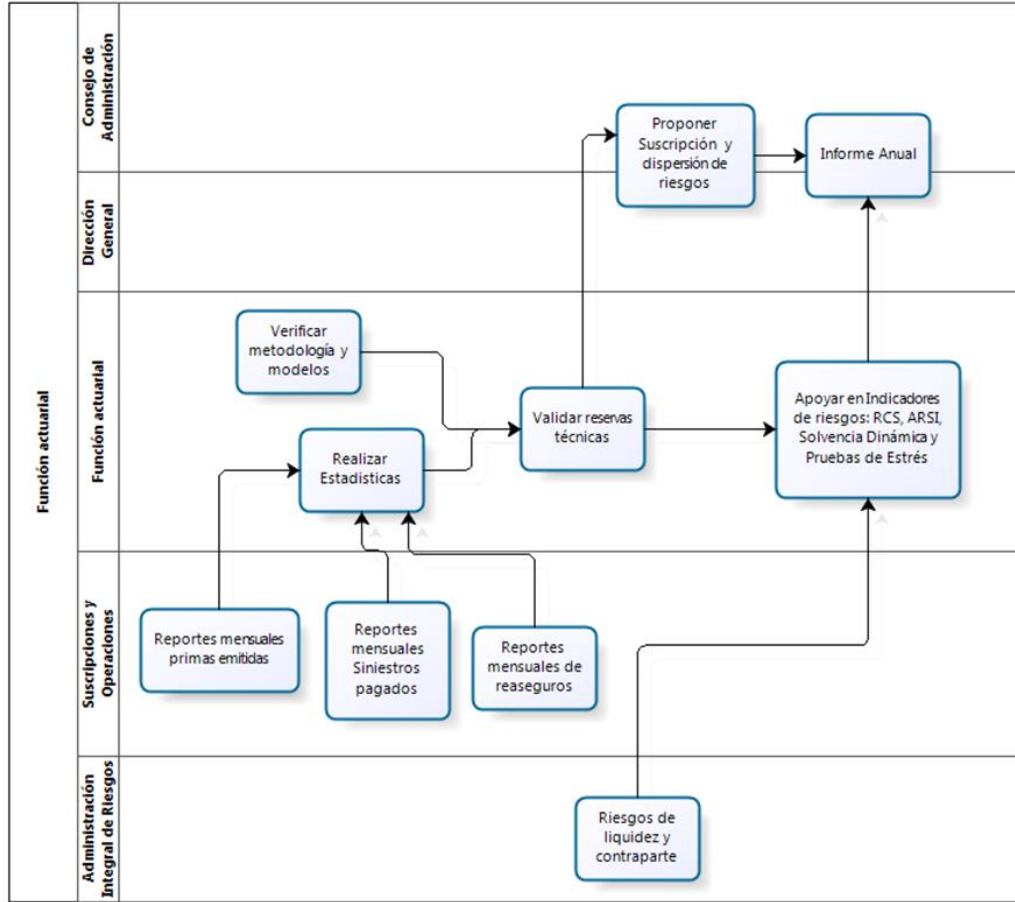 Función actuarial
Consejo de
Administración
Proponer
Suscripción y
dispersión de
riesgos
Informe Anual
Dirección
General
Función actuarial
Verificar
metodología y
modelos
Realizar
Estadísticas
Validar reservas
técnicas
Apoyar en Indicadores
de riesgos: RCS, ARSI,
Solvencia Dinámica y
Pruebas de Estrés
Suscripciones y
Operaciones
Reportes mensuales
primas emitidas
Reportes
mensuales
Siniestros
pagados
Reportes
mensuales de
reaseguros
Administración
Integral de Riesgos
Riesgos de
liquidez y
contraparte